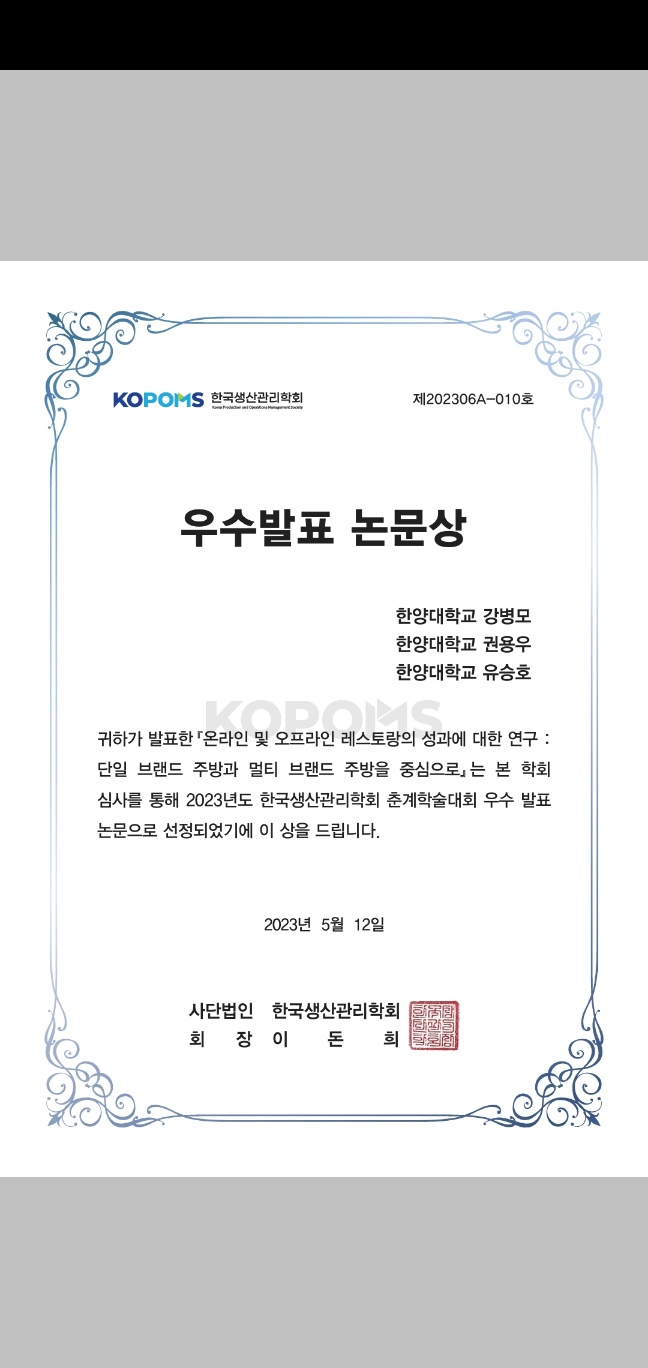 KOPOMS 한국생산관리학회
Korea Production and Operations Management Society
제202306A-010호
우수발표 논문상
한양대학교 강병모
한양대학교 권용우
한양대학교 유승호
KOPOMS
귀하가 발표한『온라인 및 오프라인 레스토랑의 성과에 대한 연구 :
단일 브랜드 주방과 멀티 브랜드 주방을 중심으로』는 본 학회
심사를 통해 2023년도 한국생산관리학회 춘계학술대회 우수 발표
논문으로 선정되었기에 이 상을 드립니다.
2023년 5월 12일
사단법인 한국생산관리학회
회 장 이 돈 희